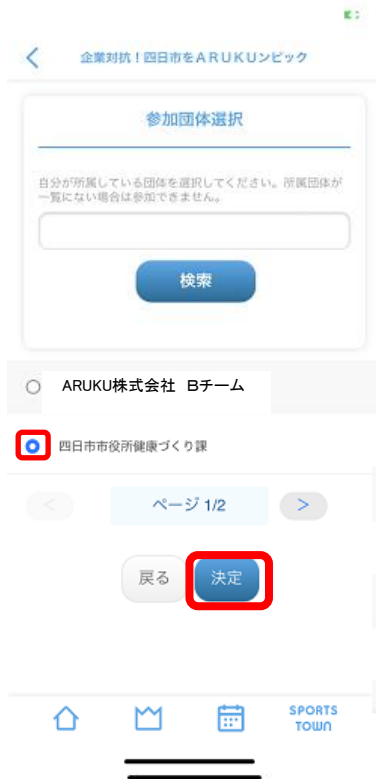 企業対抗！四日市をＡＲＵＫＵンピック
参加団体選択
自分が所属している団体を選択してください。所属団体が
一覧にない場合は参加できません。
検索
ARUKU株式会社　Bチーム
四日市市役所健康づくり課
<
ページ 1/2
>
戻る
決定
SPORTS
TOWN